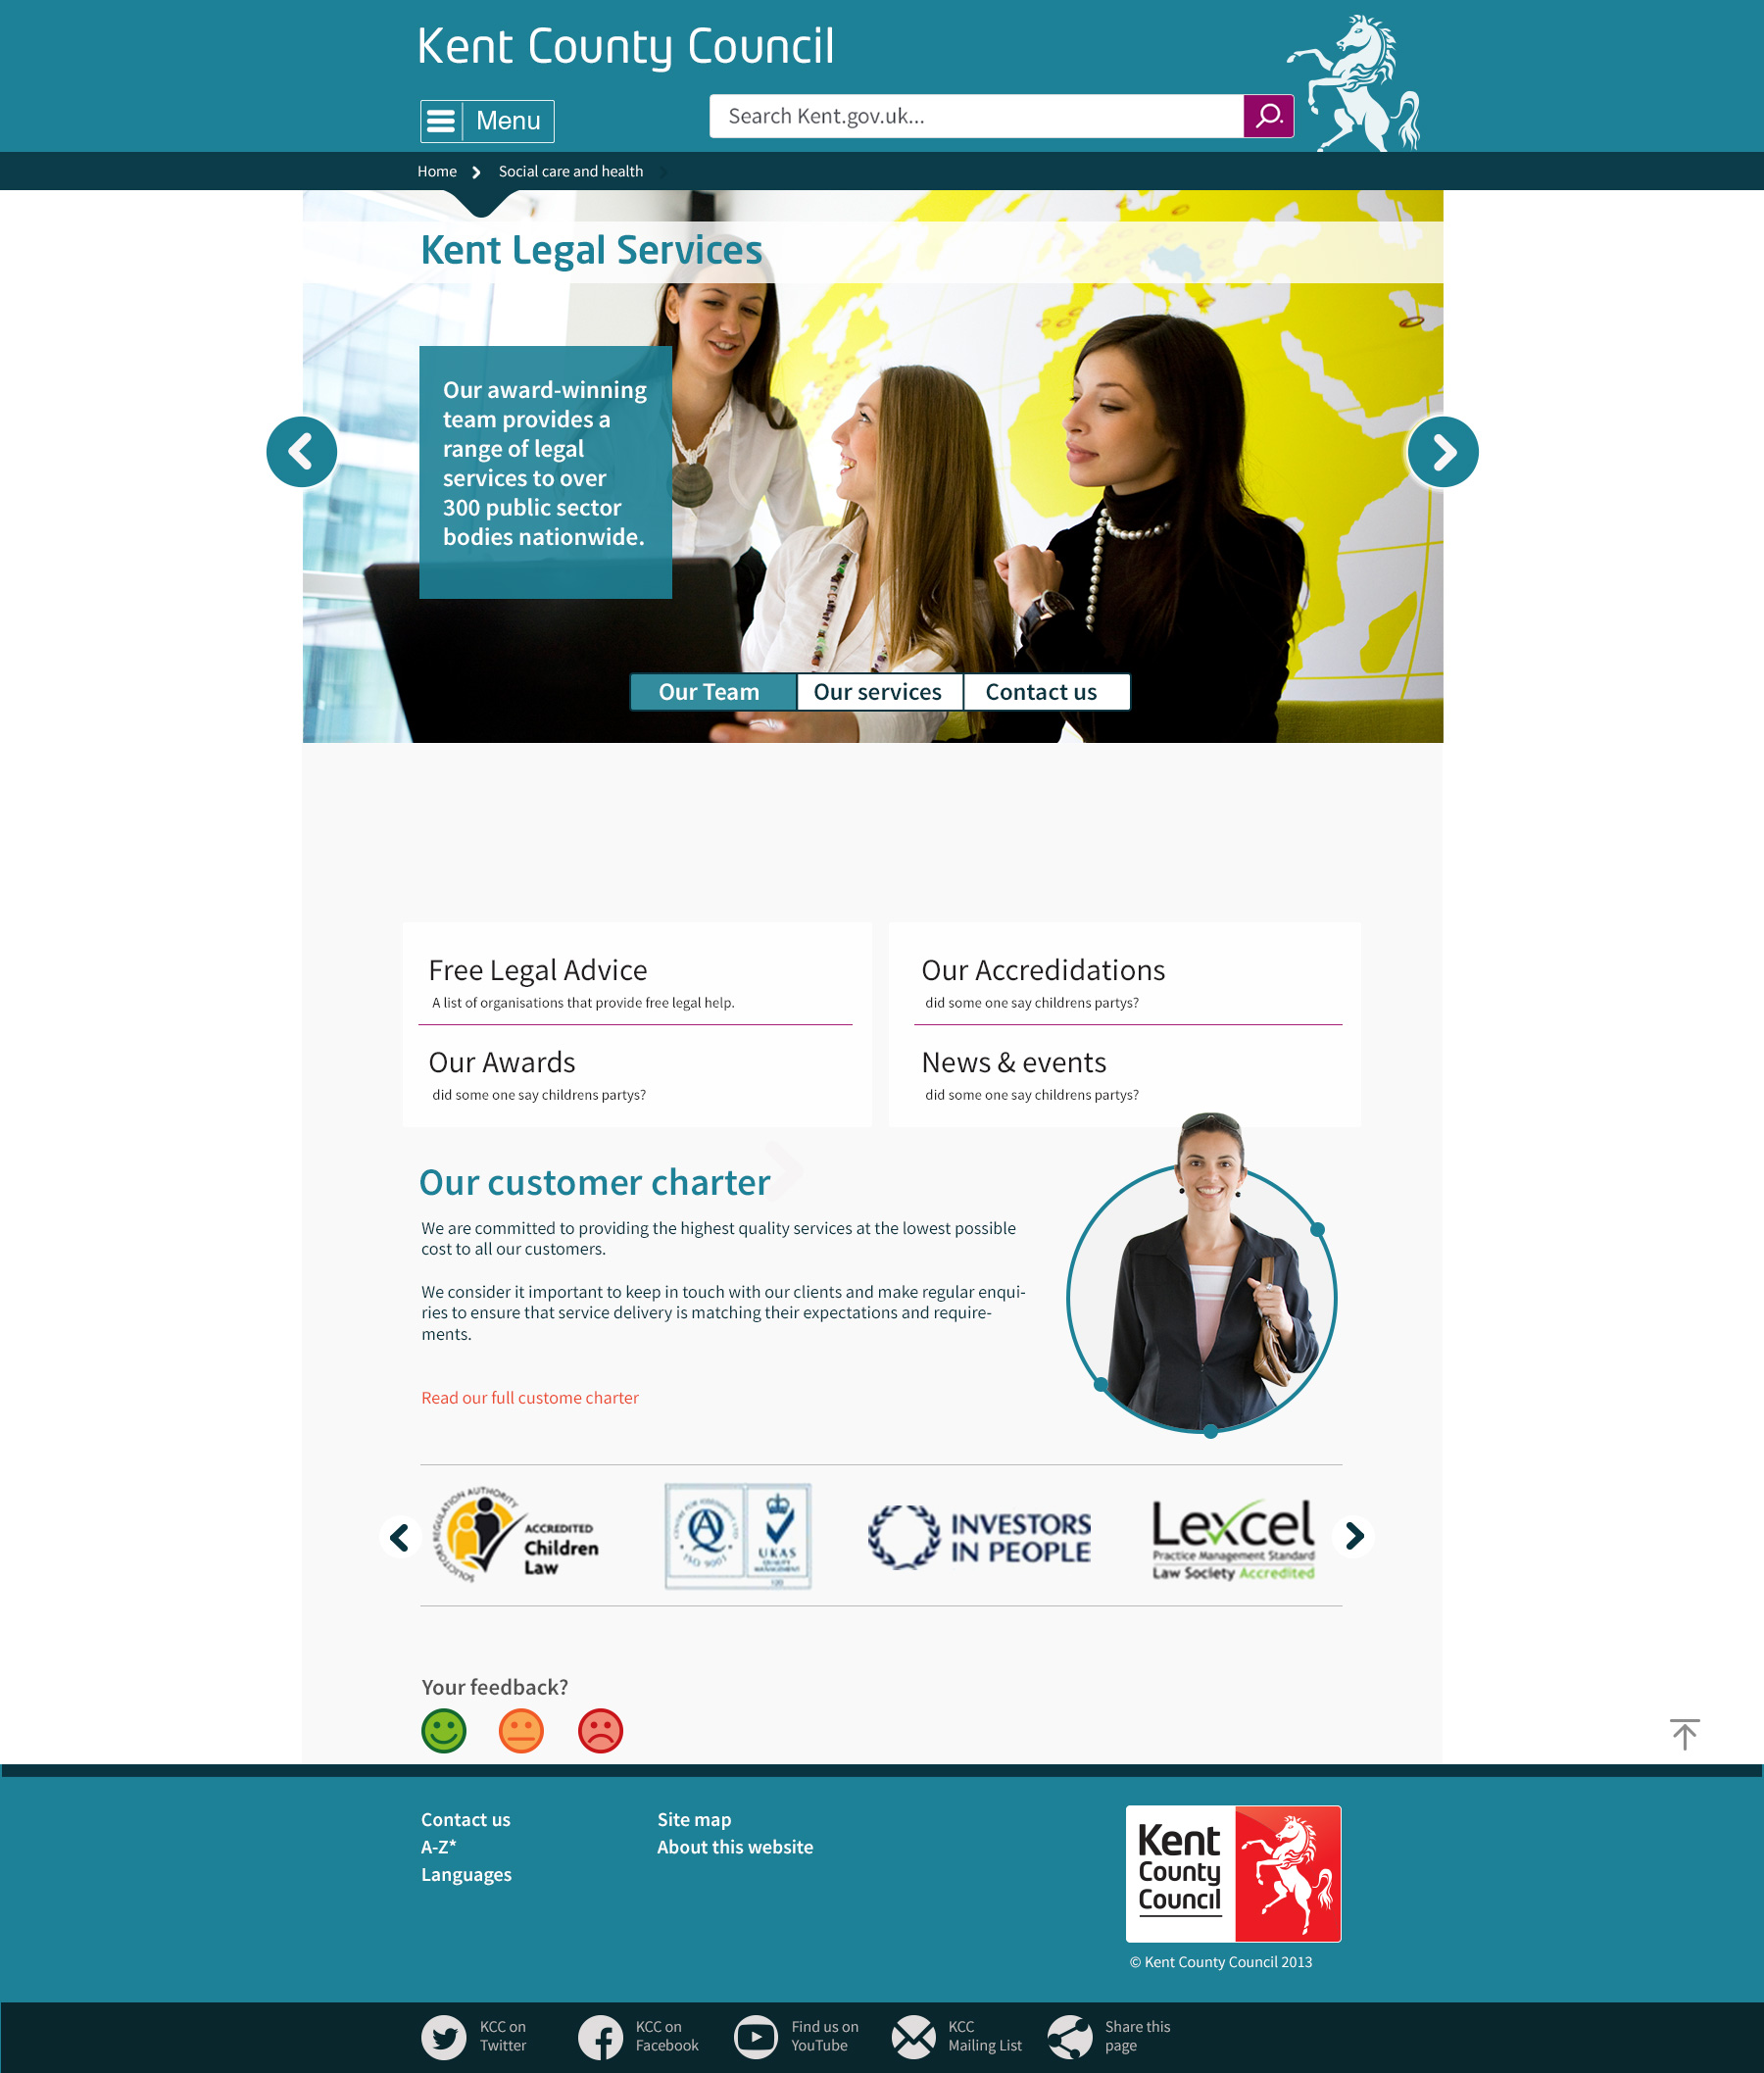 Kent County Council
Menu
Search Kent.gov.uk...
Home
Social care and health
Kent Legal Services
Our award-winning
team provides a
range of legal
services to over
300 public sector
bodies nationwide.
Our Team
Our services
Contact us
Free Legal Advice
A list of organisations that provide free legal help.
Our Awards
did some one say childrens partys?
Our Accredidations
did some one say childrens partys?
News & events
did some one say childrens partys?
Our customer charter
We are committed to providing the highest quality services at the lowest possible
cost to all our customers.
We consider it important to keep in touch with our clients and make regular enqui-
ries to ensure that service delivery is matching their expectations and require-
ments.
Read our full custome charter
SOLICITORS REGULATION AUTHORITY
ACCREDITED
Children
Law
ISO 9001
UKAS
QUALITY
MANAGEMENT
INVESTORS
IN PEOPLE
Lexcel
Practice Management Standard
Law Society Accredited
Your feedback?
Contact us
A-Z*
Languages
Site map
About this website
Kent
County
Council
© Kent County Council 2013
KCC on
Twitter
KCC on
Facebook
Find us on
YouTube
KCC
Mailing List
Share this
page